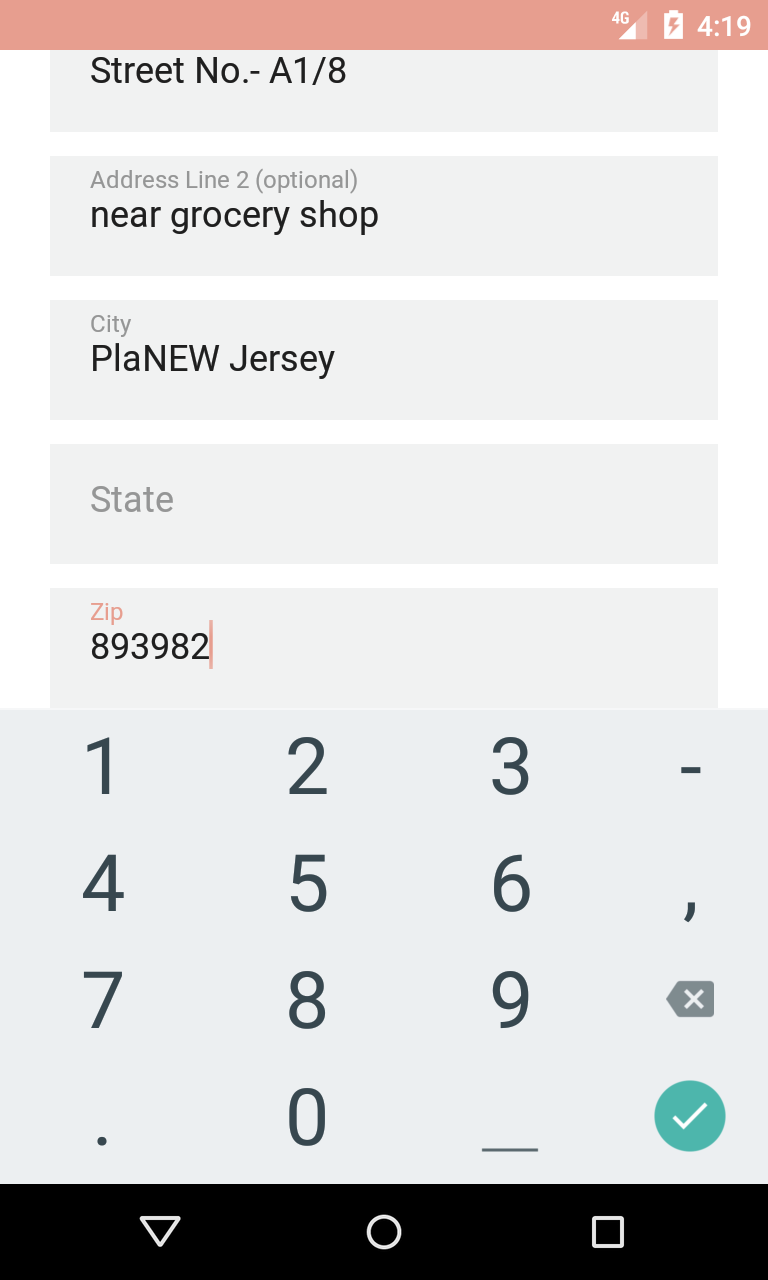 4G 4:19
Street No.- A1/8
Address Line 2 (optional)
near grocery shop
City
PlaNEW Jersey
State
Zip
893982
1 2 3 -
4 5 6 ,
7 8 9
. 0 _